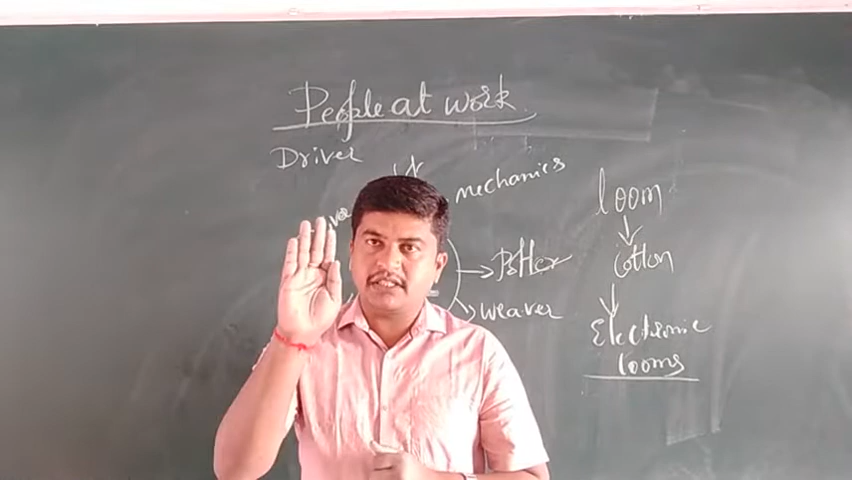 People at work
Driver
mechanics
Potter
weaver
loom
Cotton
Electronic
looms